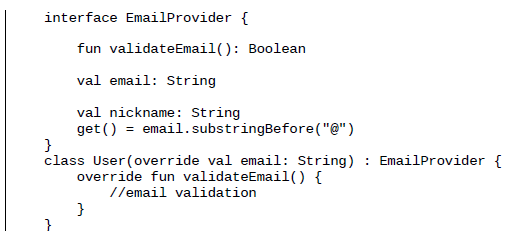 interface EmailProvider {
fun validateEmail(): Boolean
val email: String
val nickname: String
get() = email.substringBefore("@")
}
class User(override val email: String) : EmailProvider {
override fun validateEmail() {
//email validation
}
}